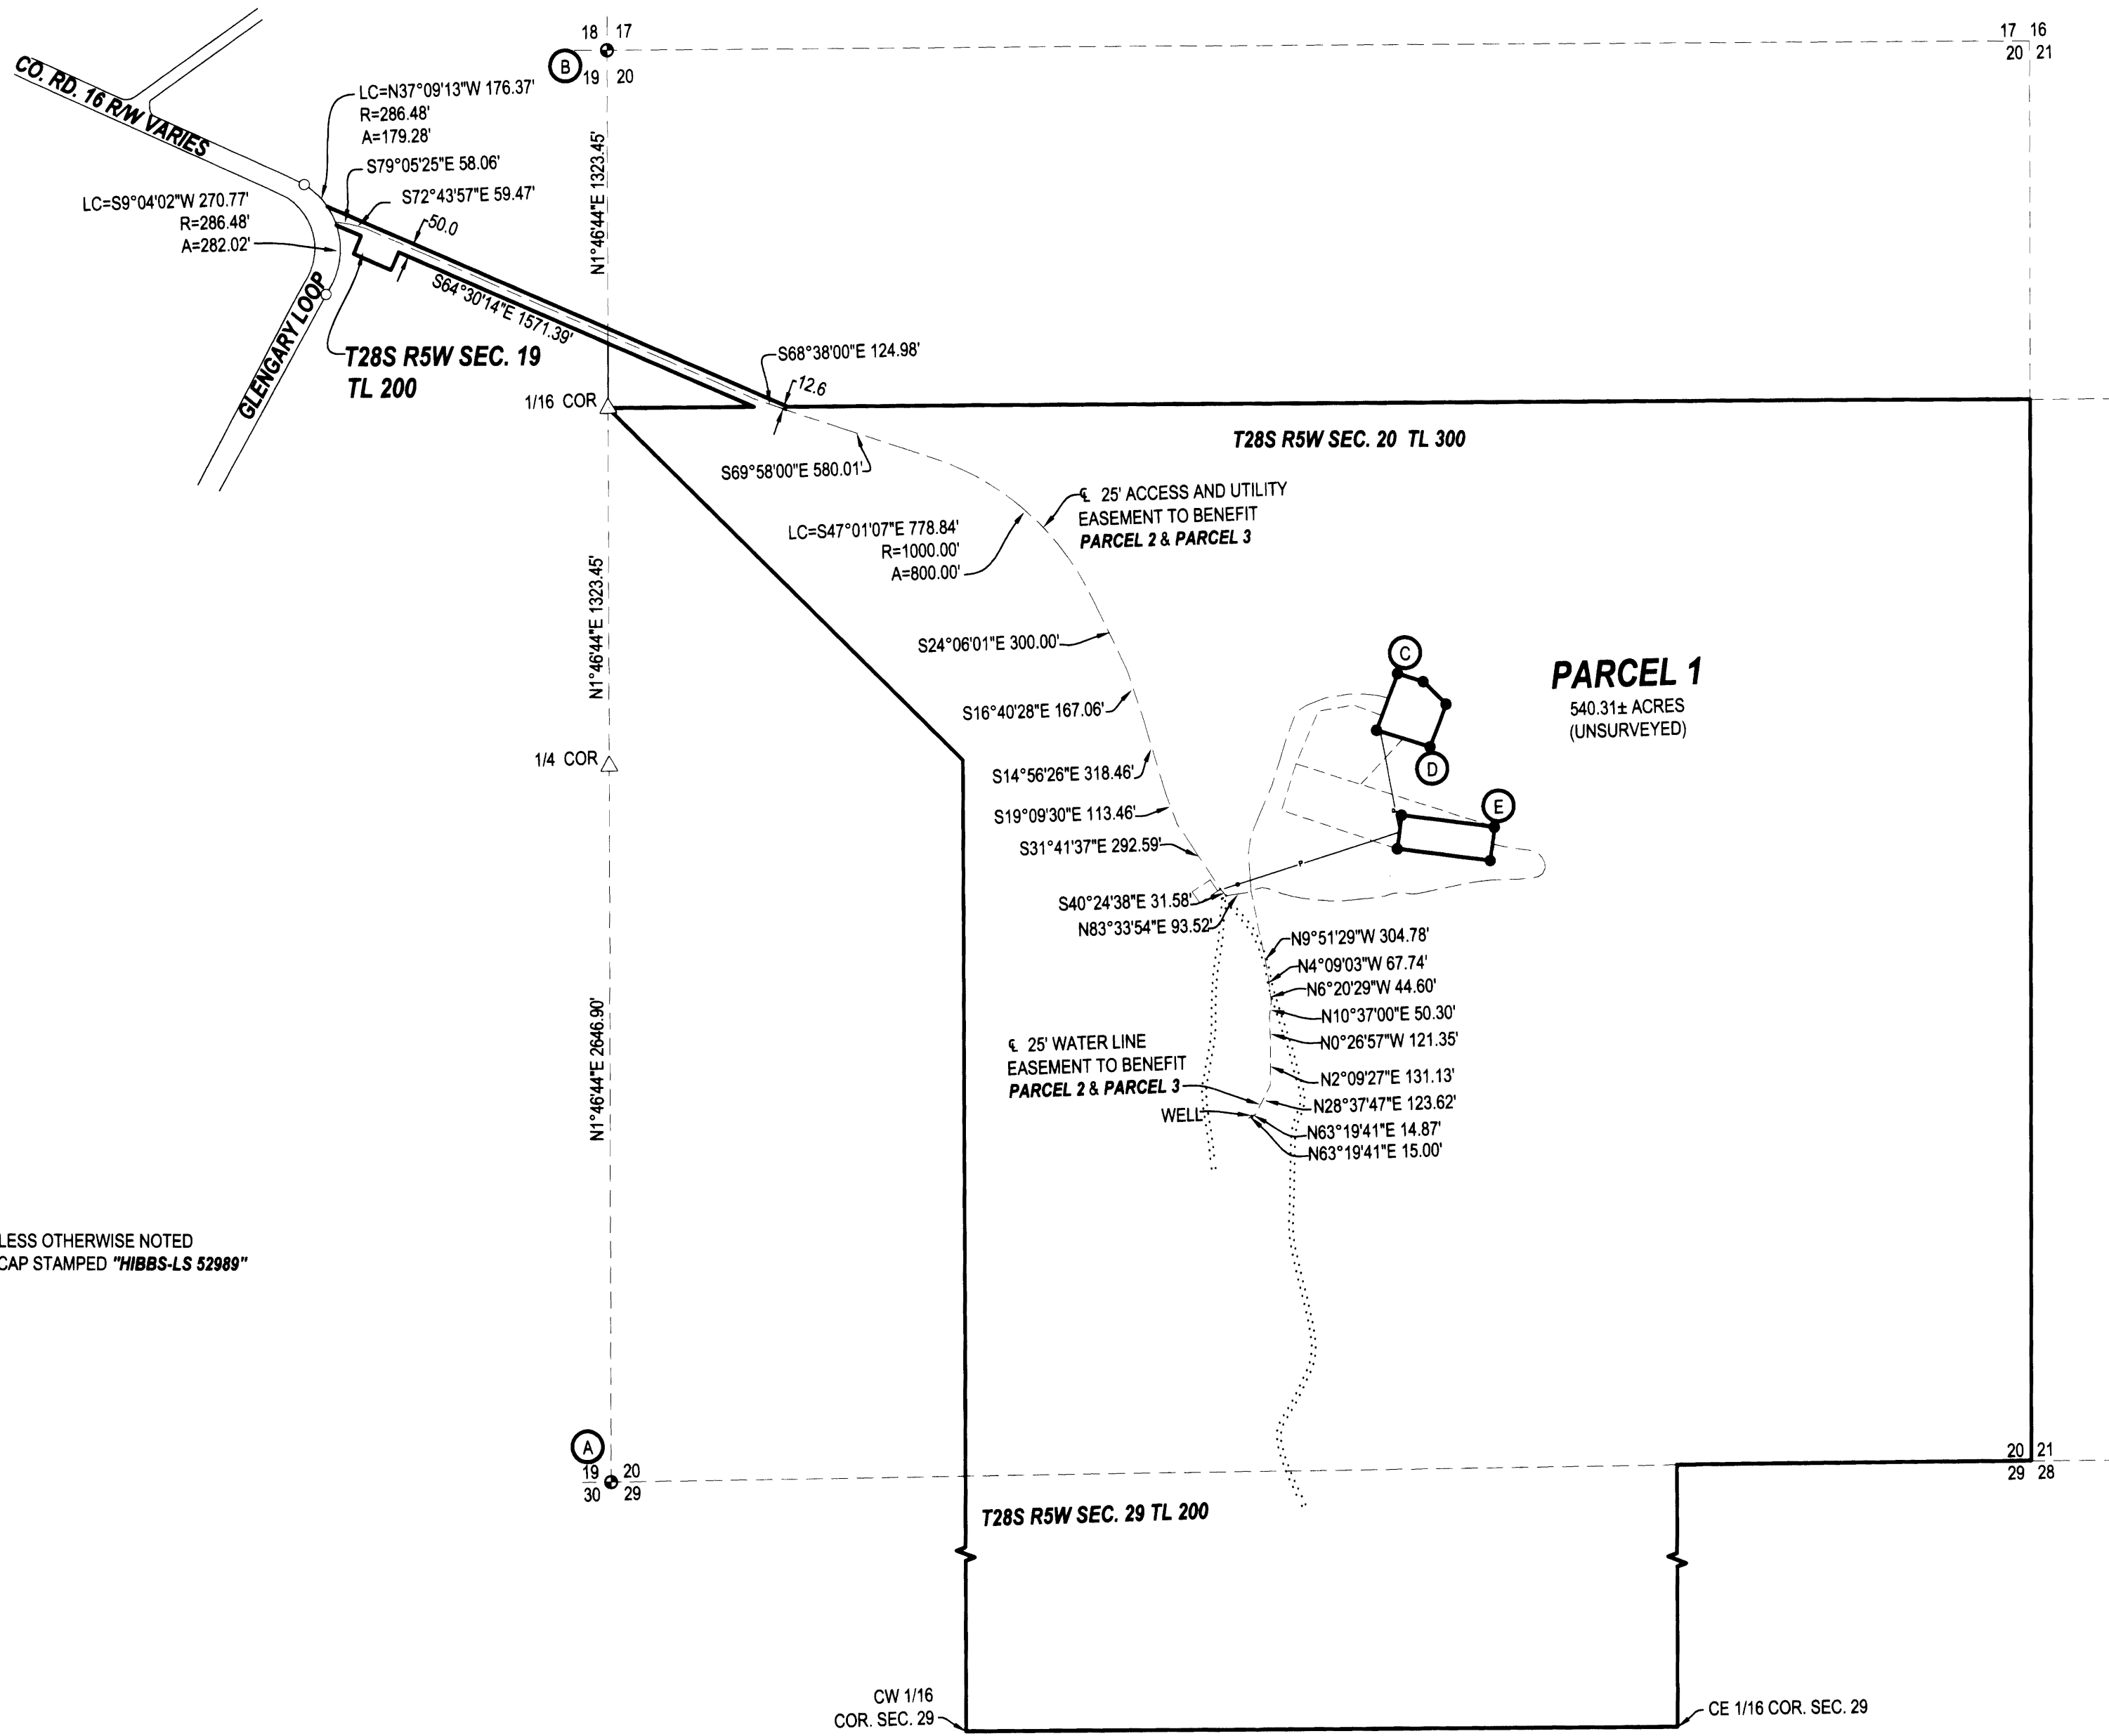 18 17
B 19 20
17 16
20 21
CO. RD. 16 R/W VARIES
LC=N37°09'13"W 176.37'
R=286.48'
A=179.28'
S79°05'25"E 58.06'
S72°43'57"E 59.47'
50.0
LC=S9°04'02"W 270.77'
R=286.48'
A=282.02'
N1°46'44"E 1323.45'
S64°30'14"E 1571.39'
GLENGARY LOOP
T28S R5W SEC. 19
TL 200
S68°38'00"E 124.98'
12.6
1/16 COR
T28S R5W SEC. 20 TL 300
S69°58'00"E 580.01'
℄ 25' ACCESS AND UTILITY
EASEMENT TO BENEFIT
PARCEL 2 & PARCEL 3
LC=S47°01'07"E 778.84'
R=1000.00'
A=800.00'
N1°46'44"E 1323.45'
S24°06'01"E 300.00'
C
PARCEL 1
540.31± ACRES
(UNSURVEYED)
S16°40'28"E 167.06'
1/4 COR
D
S14°56'26"E 318.46'
E
S19°09'30"E 113.46'
S31°41'37"E 292.59'
P
P
S40°24'38"E 31.58'
N83°33'54"E 93.52'
N9°51'29"W 304.78'
N4°09'03"W 67.74'
N6°20'29"W 44.60'
N10°37'00"E 50.30'
N0°26'57"W 121.35'
℄ 25' WATER LINE
EASEMENT TO BENEFIT
PARCEL 2 & PARCEL 3
N2°09'27"E 131.13'
N28°37'47"E 123.62'
WELL
N63°19'41"E 14.87'
N63°19'41"E 15.00'
N1°46'44"E 2646.90'
LESS OTHERWISE NOTED
CAP STAMPED "HIBBS-LS 52989"
A
19 20
30 29
20 21
29 28
T28S R5W SEC. 29 TL 200
CW 1/16
COR. SEC. 29
CE 1/16 COR. SEC. 29